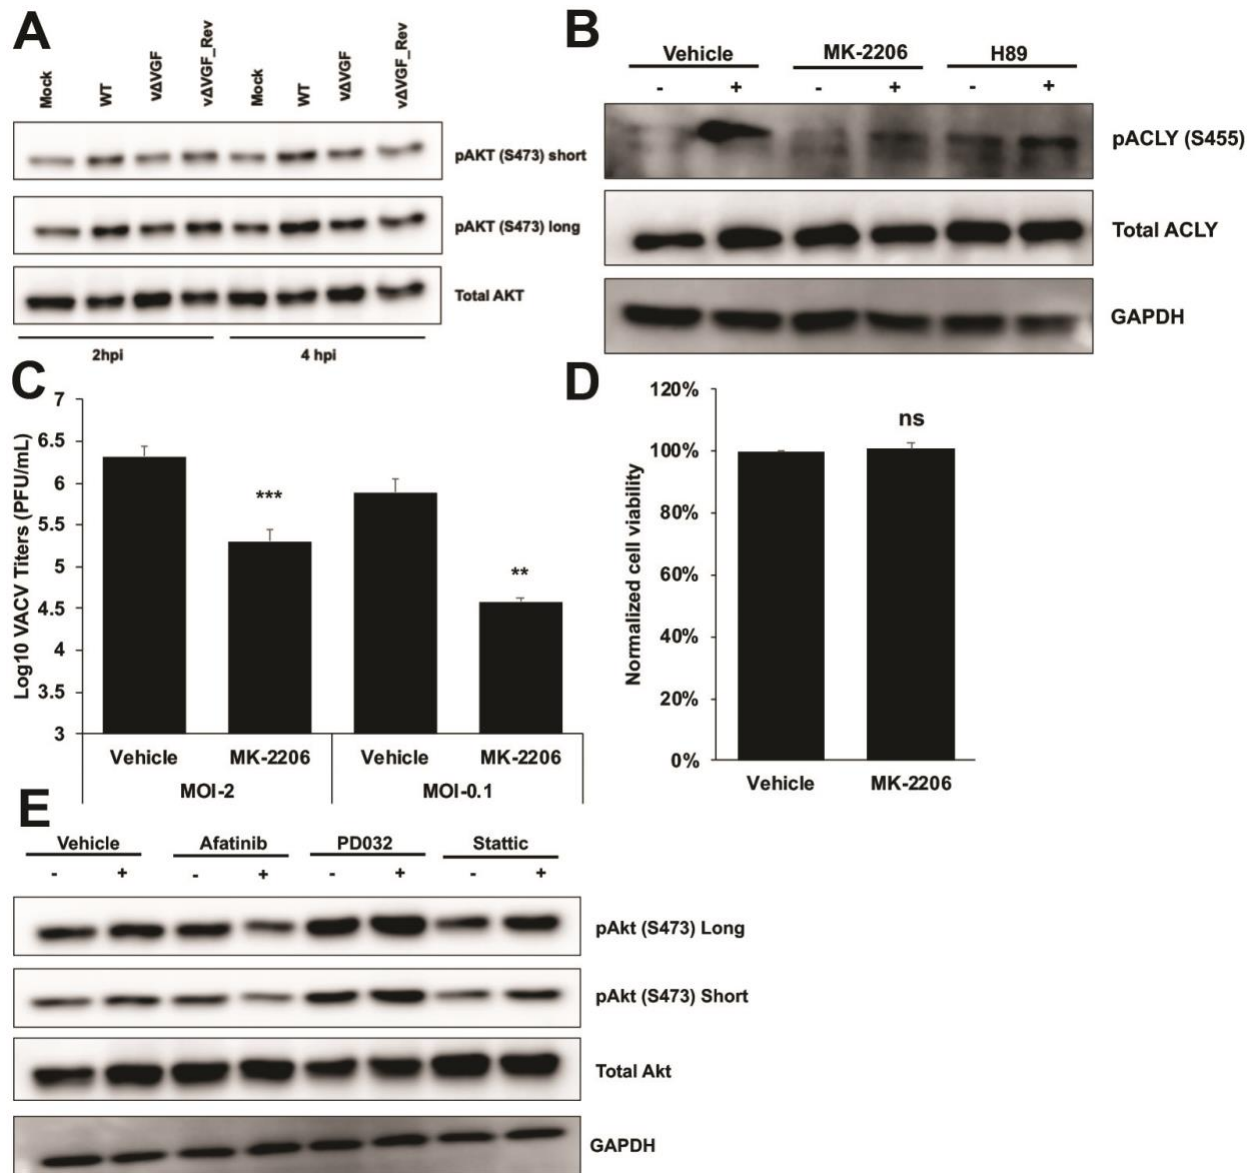 A
Mock WT vΔVGF vΔVGF_Rev Mock WT vΔVGF vΔVGF_Rev
pAKT (S473) short
pAKT (S473) long
Total AKT
2hpi 4 hpi
B
Vehicle MK-2206 H89
- + - + - +
pACLY (S455)
Total ACLY
GAPDH
C
Log10 VACV Titers (PFU/mL)
7
6.5
6
5.5
5
4.5
4
3.5
3
***
**
Vehicle MK-2206 Vehicle MK-2206
MOI-2 MOI-0.1
D
Normalized cell viability
120%
100%
80%
60%
40%
20%
0%
ns
Vehicle MK-2206
E
Vehicle Afatinib PD032 Stattic
- + - + - + - +
pAkt (S473) Long
pAkt (S473) Short
Total Akt
GAPDH